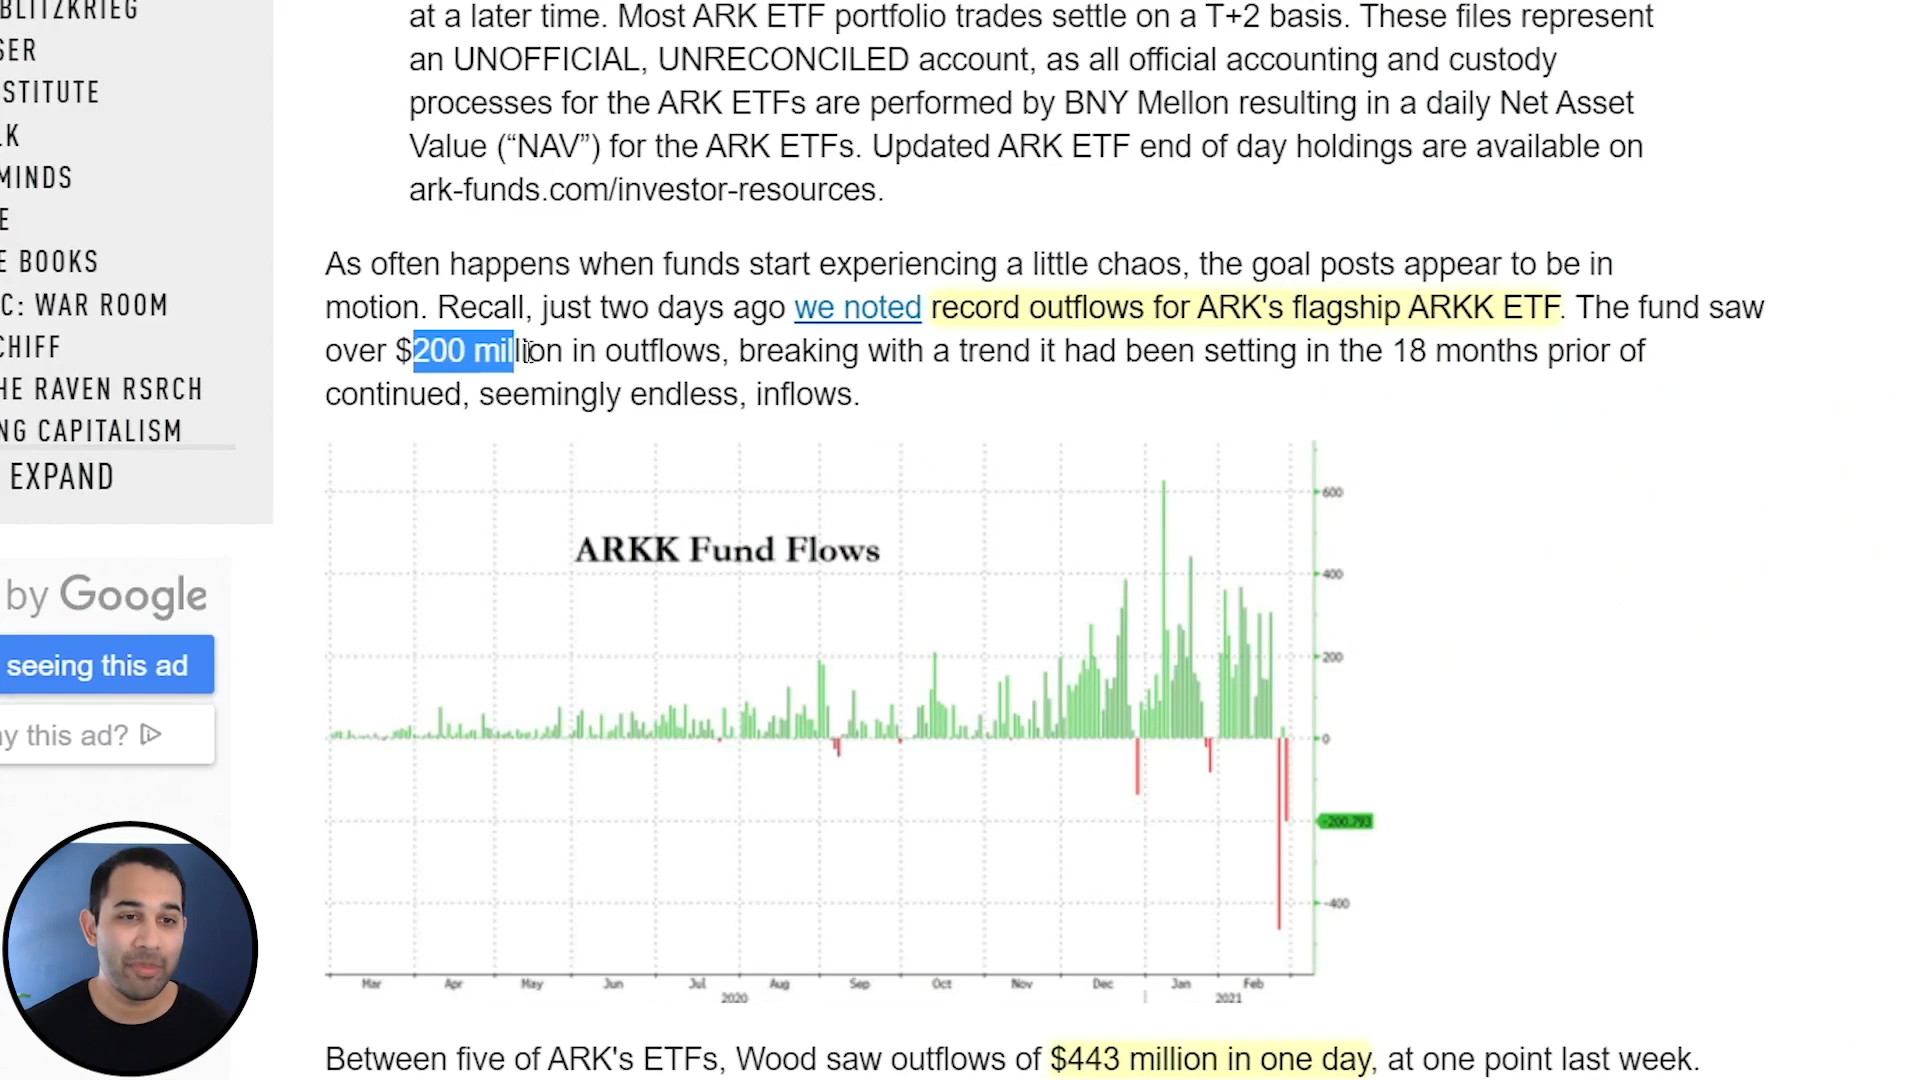 BLITZKRIEG
SER
STITUTE
LK
MINDS
E
E BOOKS
C: WAR ROOM
CHIFF
HE RAVEN RSRCH
NG CAPITALISM
EXPAND
by Google
seeing this ad
y this ad?
at a later time. Most ARK ETF portfolio trades settle on a T+2 basis. These files represent
an UNOFFICIAL, UNRECONCILED account, as all official accounting and custody
processes for the ARK ETFs are performed by BNY Mellon resulting in a daily Net Asset
Value (“NAV”) for the ARK ETFs. Updated ARK ETF end of day holdings are available on
ark-funds.com/investor-resources.
As often happens when funds start experiencing a little chaos, the goal posts appear to be in
motion. Recall, just two days ago we noted record outflows for ARK's flagship ARKK ETF. The fund saw
over $200 million in outflows, breaking with a trend it had been setting in the 18 months prior of
continued, seemingly endless, inflows.
ARKK Fund Flows
600
400
200
0
-200.793
-400
Mar Apr May Jun Jul Aug Sep Oct Nov Dec Jan Feb
2020 2021
Between five of ARK's ETFs, Wood saw outflows of $443 million in one day, at one point last week.